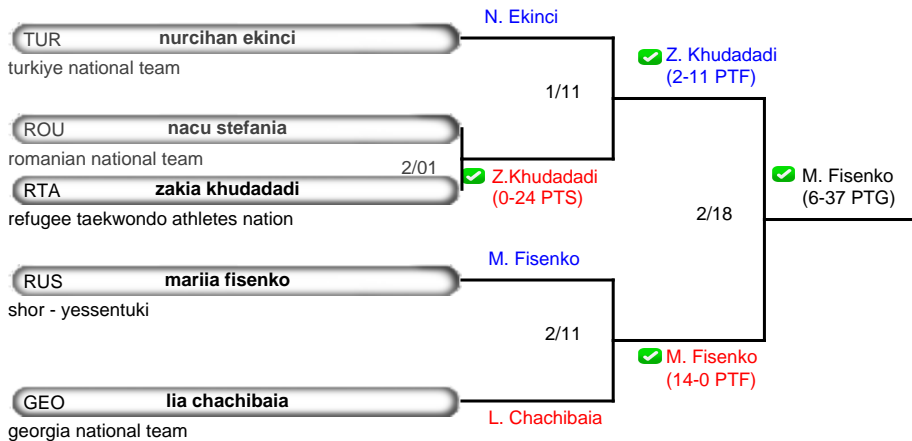 N. Ekinci
TUR nurcihan ekinci
turkiye national team
Z. Khudadadi
(2-11 PTF)
1/11
ROU nacu stefania
romanian national team
2/01
RTA zakia khudadadi
refugee taekwondo athletes nation
Z.Khudadadi
(0-24 PTS)
M. Fisenko
(6-37 PTG)
2/18
M. Fisenko
RUS mariia fisenko
shor - yessentuki
2/11
M. Fisenko
(14-0 PTF)
GEO lia chachibaia
georgia national team
L. Chachibaia